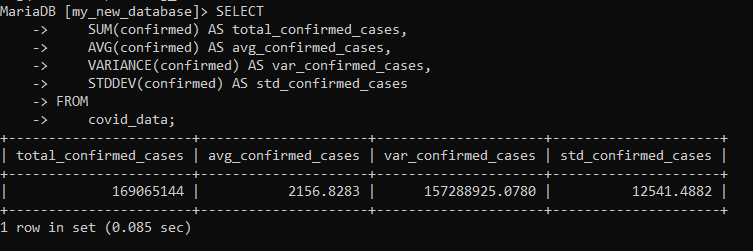 MariaDB [my_new_database]> SELECT
    ->     SUM(confirmed) AS total_confirmed_cases,
    ->     AVG(confirmed) AS avg_confirmed_cases,
    ->     VARIANCE(confirmed) AS var_confirmed_cases,
    ->     STDDEV(confirmed) AS std_confirmed_cases
    -> FROM
    ->     covid_data;
+-----------------------+---------------------+---------------------+---------------------+
| total_confirmed_cases | avg_confirmed_cases | var_confirmed_cases | std_confirmed_cases |
+-----------------------+---------------------+---------------------+---------------------+
|             169065144 |           2156.8283 |      157288925.0780 |          12541.4882 |
+-----------------------+---------------------+---------------------+---------------------+
1 row in set (0.085 sec)